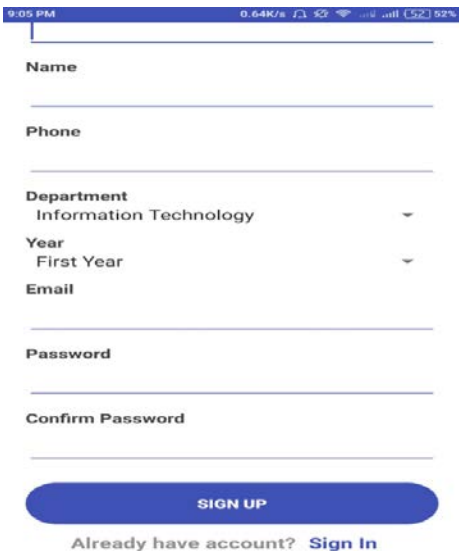 9:05 PM 0.64K/s 52 52%
Name
Phone
Department
Information Technology
Year
First Year
Email
Password
Confirm Password
SIGN UP
Already have account? Sign In